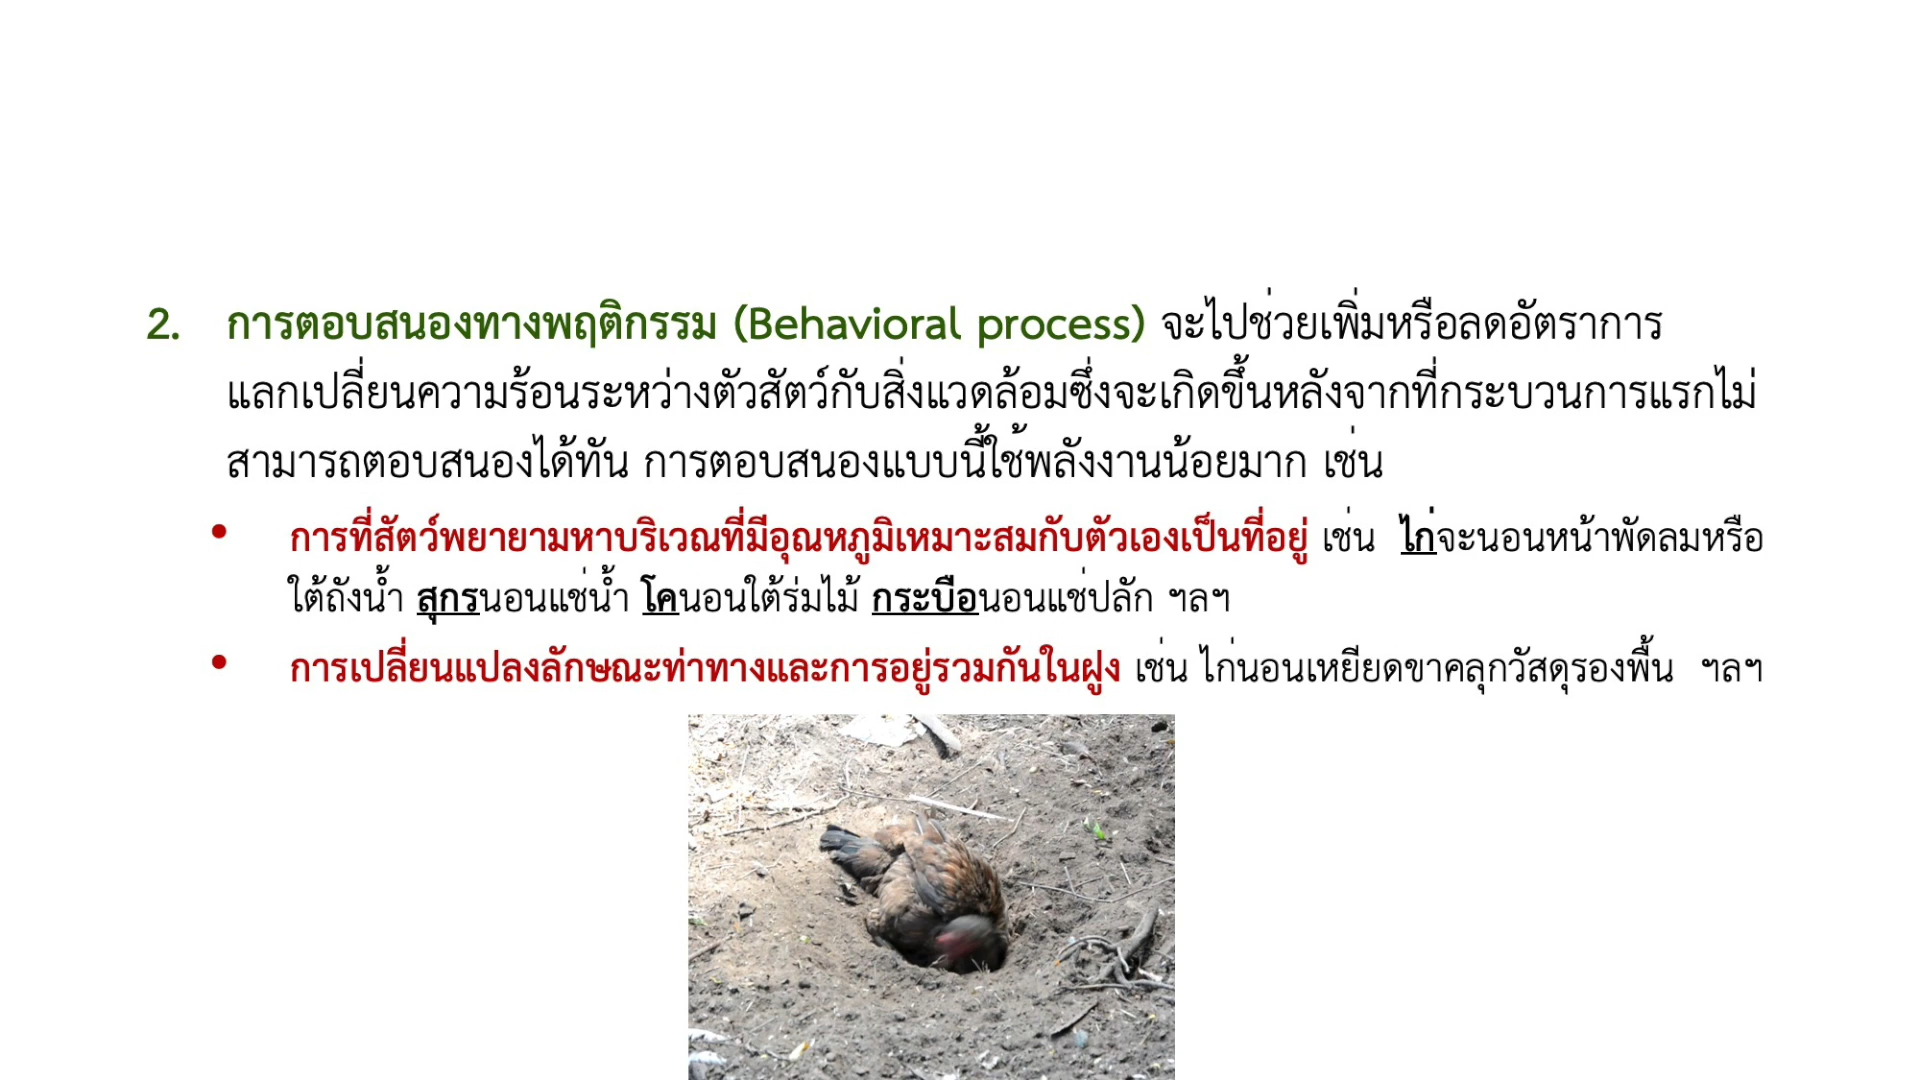 2. การตอบสนองทางพฤติกรรม (Behavioral process) จะไปช่วยเพิ่มหรือลดอัตราการ
แลกเปลี่ยนความร้อนระหว่างตัวสัตว์กับสิ่งแวดล้อมซึ่งจะเกิดขึ้นหลังจากที่กระบวนการแรกไม่
สามารถตอบสนองได้ทัน การตอบสนองแบบนี้ใช้พลังงานน้อยมาก เช่น
• การที่สัตว์พยายามหาบริเวณที่มีอุณหภูมิเหมาะสมกับตัวเองเป็นที่อยู่ เช่น ไก่จะนอนหน้าพัดลมหรือ
ใต้ถังน้ำ สุกรนอนแช่น้ำ โคนอนใต้ร่มไม้ กระบือนอนแช่ปลัก ฯลฯ
• การเปลี่ยนแปลงลักษณะท่าทางและการอยู่รวมกันในฝูง เช่น ไก่นอนเหยียดขาคลุกวัสดุรองพื้น ฯลฯ